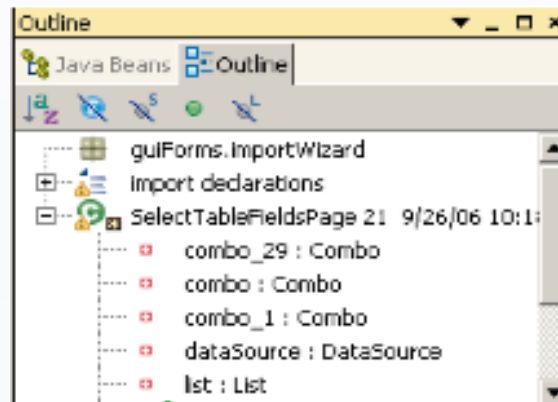 Outline
Java Beans Outline
guiForms.importWizard
import declarations
SelectTableFieldsPage 21 9/26/06 10:1
combo_29 : Combo
combo : Combo
combo_1 : Combo
dataSource : DataSource
list : List